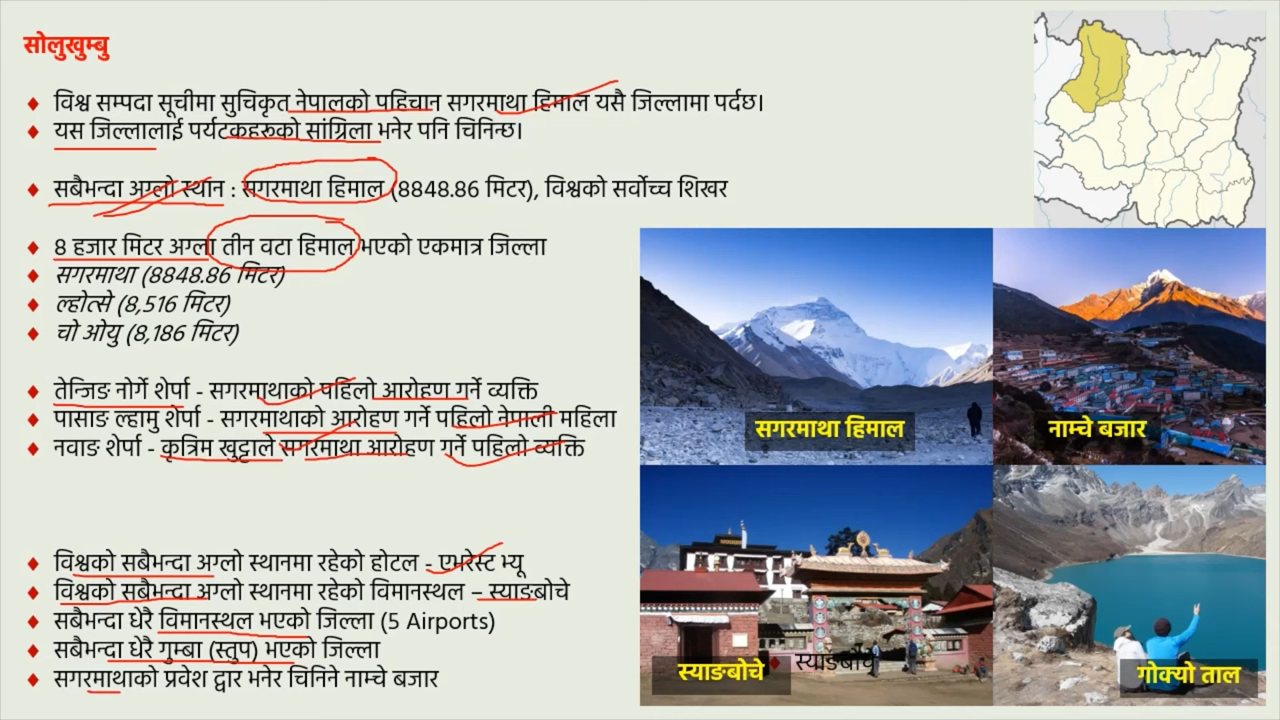 सोलुखुम्बु
♦ विश्व सम्पदा सूचीमा सुचिकृत नेपालको पहिचान सगरमाथा हिमाल यसै जिल्लामा पर्दछ।
♦ यस जिल्लालाई पर्यटकहरूको सांग्रिला भनेर पनि चिनिन्छ।
♦ सबैभन्दा अग्लो स्थान : सगरमाथा हिमाल (8848.86 मिटर), विश्वको सर्वोच्च शिखर
♦ 8 हजार मिटर अग्ला तीन वटा हिमाल भएको एकमात्र जिल्ला
♦ सगरमाथा (8848.86 मिटर)
♦ ल्होत्से (8,516 मिटर)
♦ चो ओयु (8,186 मिटर)
♦ तेन्जिङ नोर्गे शेर्पा - सगरमाथाको पहिलो आरोहण गर्ने व्यक्ति
♦ पासाङ ल्हामु शेर्पा - सगरमाथाको आरोहण गर्ने पहिलो नेपाली महिला
♦ नवाङ शेर्पा - कृत्रिम खुट्टाले सगरमाथा आरोहण गर्ने पहिलो व्यक्ति
♦ विश्वको सबैभन्दा अग्लो स्थानमा रहेको होटल - एभरेस्ट भ्यू
♦ विश्वको सबैभन्दा अग्लो स्थानमा रहेको विमानस्थल – स्याङबोचे
♦ सबैभन्दा धेरै विमानस्थल भएको जिल्ला (5 Airports)
♦ सबैभन्दा धेरै गुम्बा (स्तुप) भएको जिल्ला
♦ सगरमाथाको प्रवेश द्वार भनेर चिनिने नाम्चे बजार
सगरमाथा हिमाल
नाम्चे बजार
स्याङबोचे
♦ स्याङबोचे
गोक्यो ताल